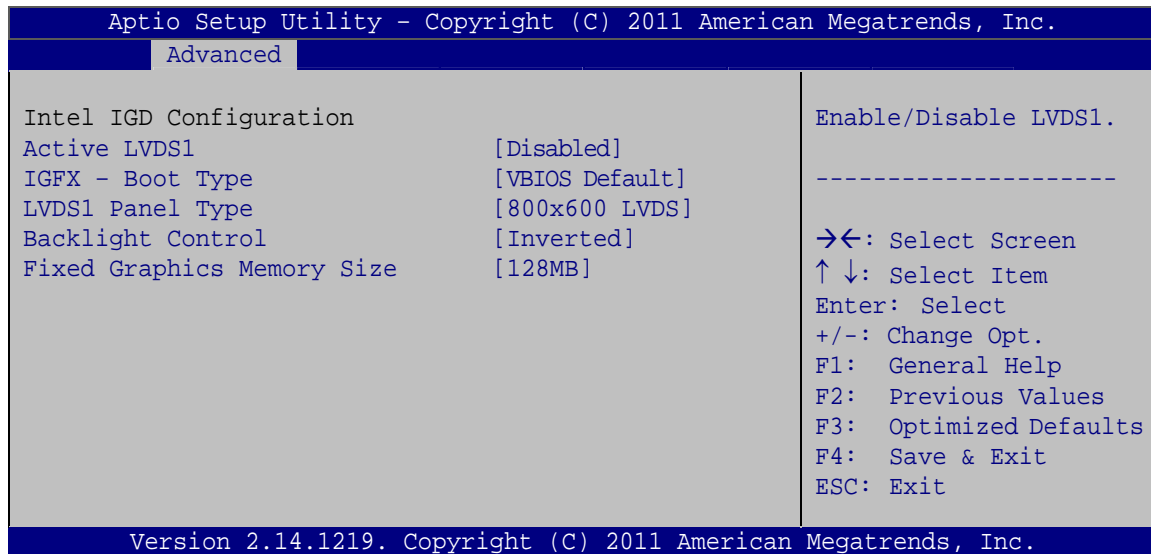 Aptio Setup Utility – Copyright (C) 2011 American Megatrends, Inc.
Advanced
Intel IGD Configuration
Active LVDS1 [Disabled]
IGFX – Boot Type [VBIOS Default]
LVDS1 Panel Type [800x600 LVDS]
Backlight Control [Inverted]
Fixed Graphics Memory Size [128MB]
Enable/Disable LVDS1.
---------------------
→←: Select Screen
↑ ↓: Select Item
Enter: Select
+/-: Change Opt.
F1: General Help
F2: Previous Values
F3: Optimized Defaults
F4: Save & Exit
ESC: Exit
Version 2.14.1219. Copyright (C) 2011 American Megatrends, Inc.